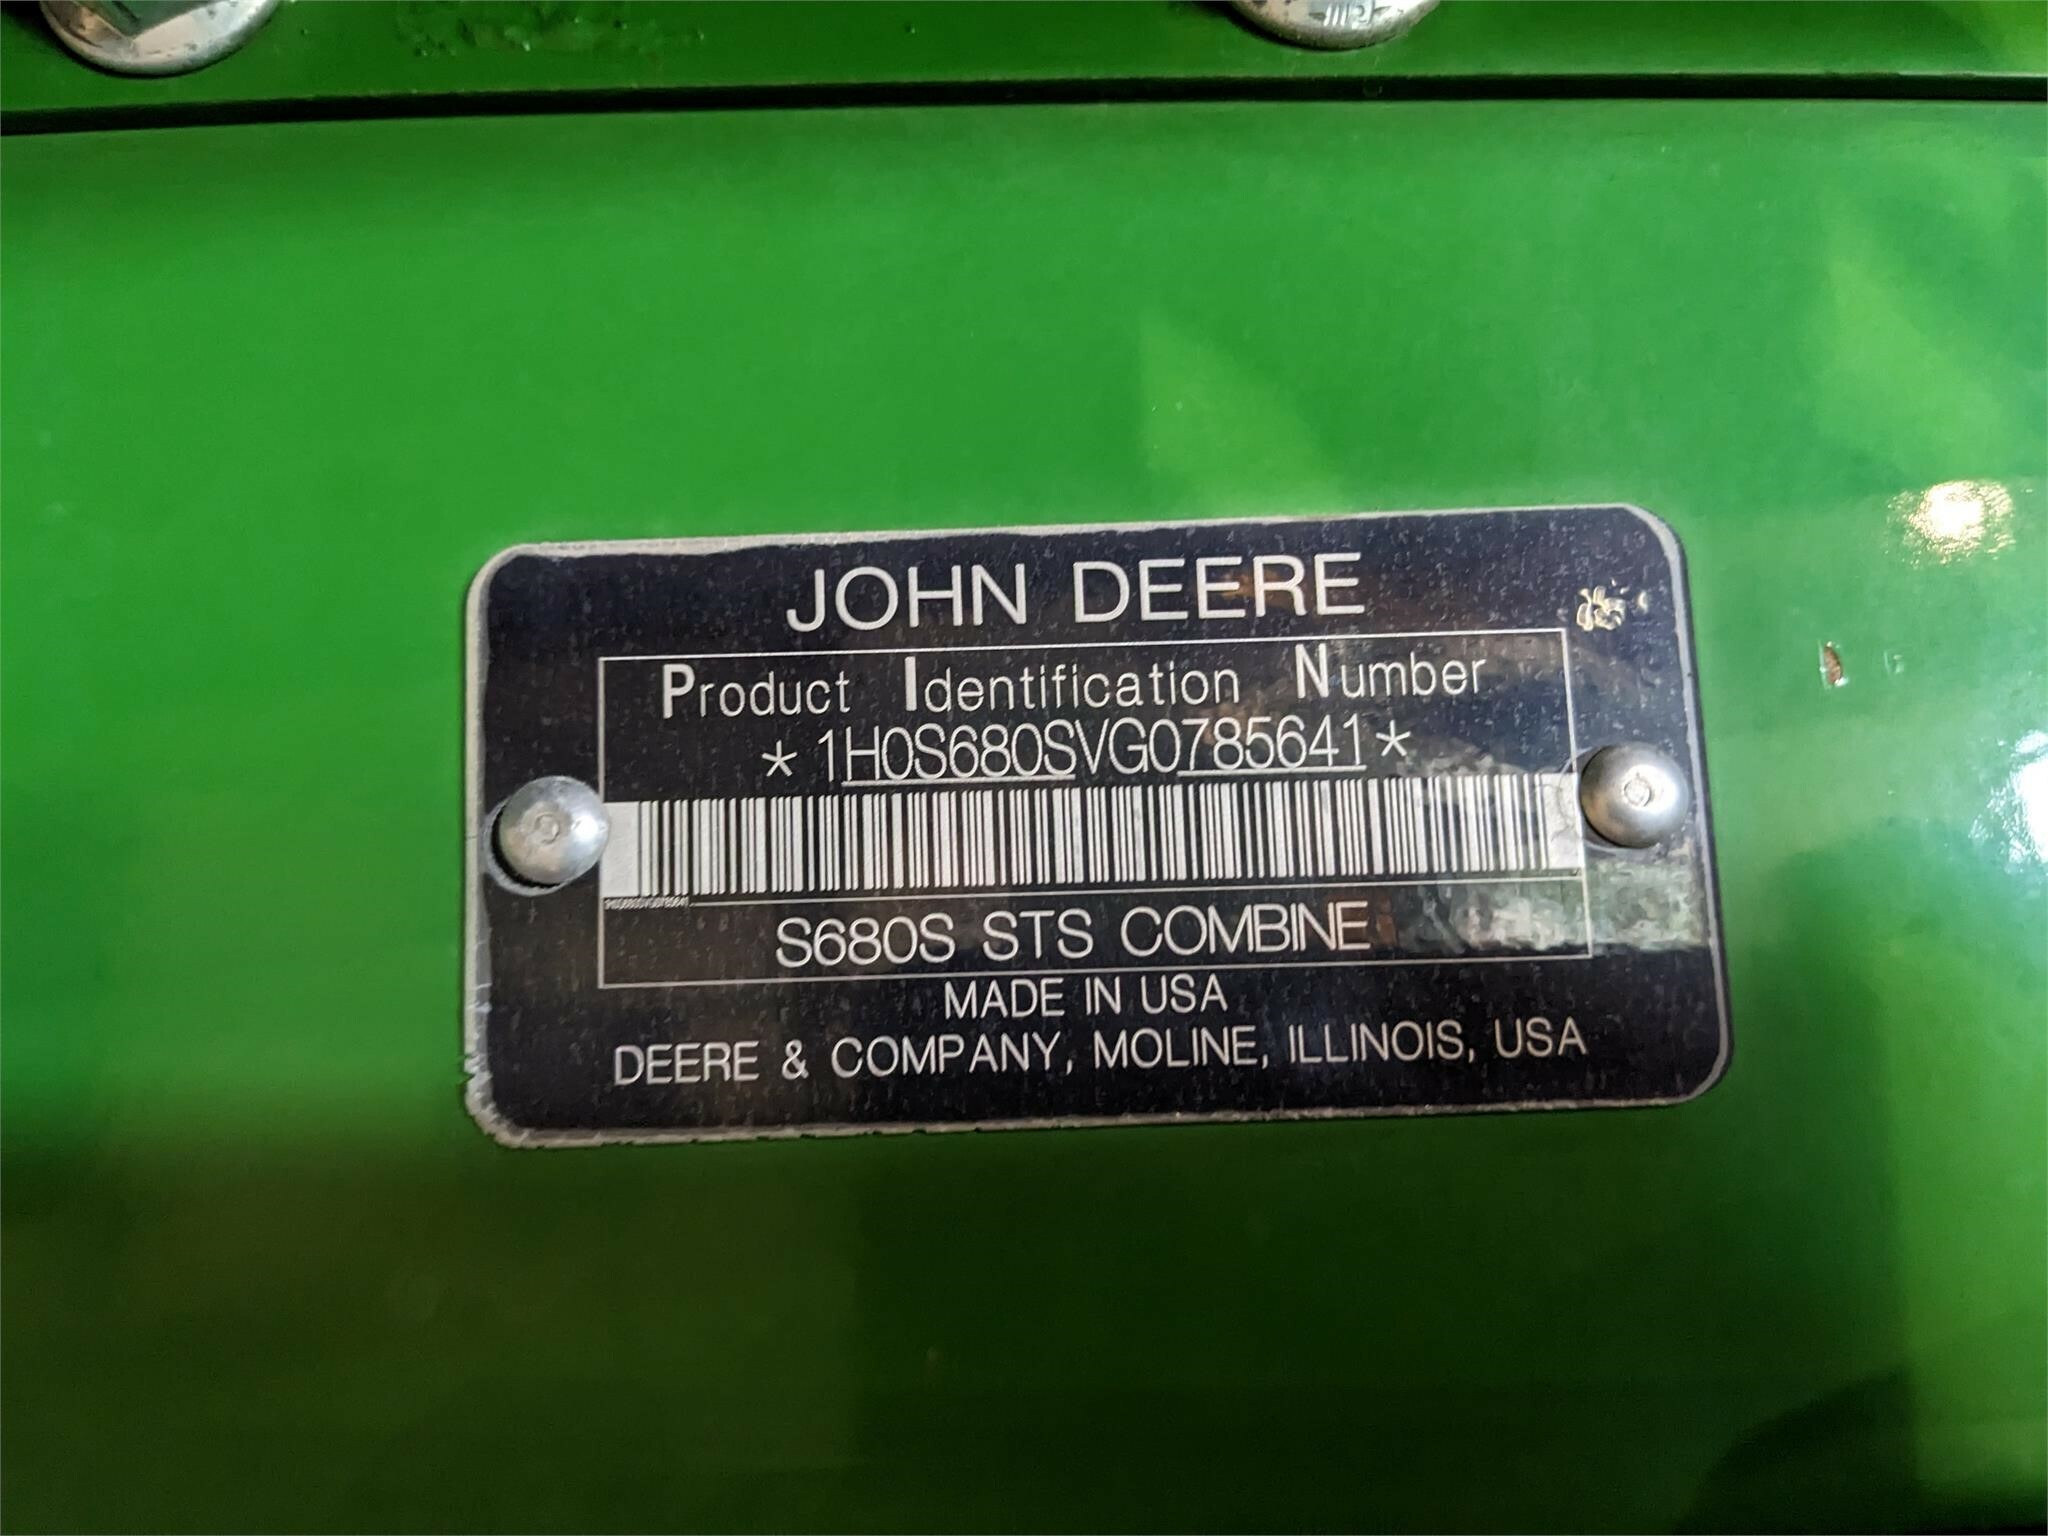 JOHN DEERE
Product Identification Number
*1H0S680SVG0785641*
S680S STS COMBINE
MADE IN USA
DEERE & COMPANY, MOLINE, ILLINOIS, USA